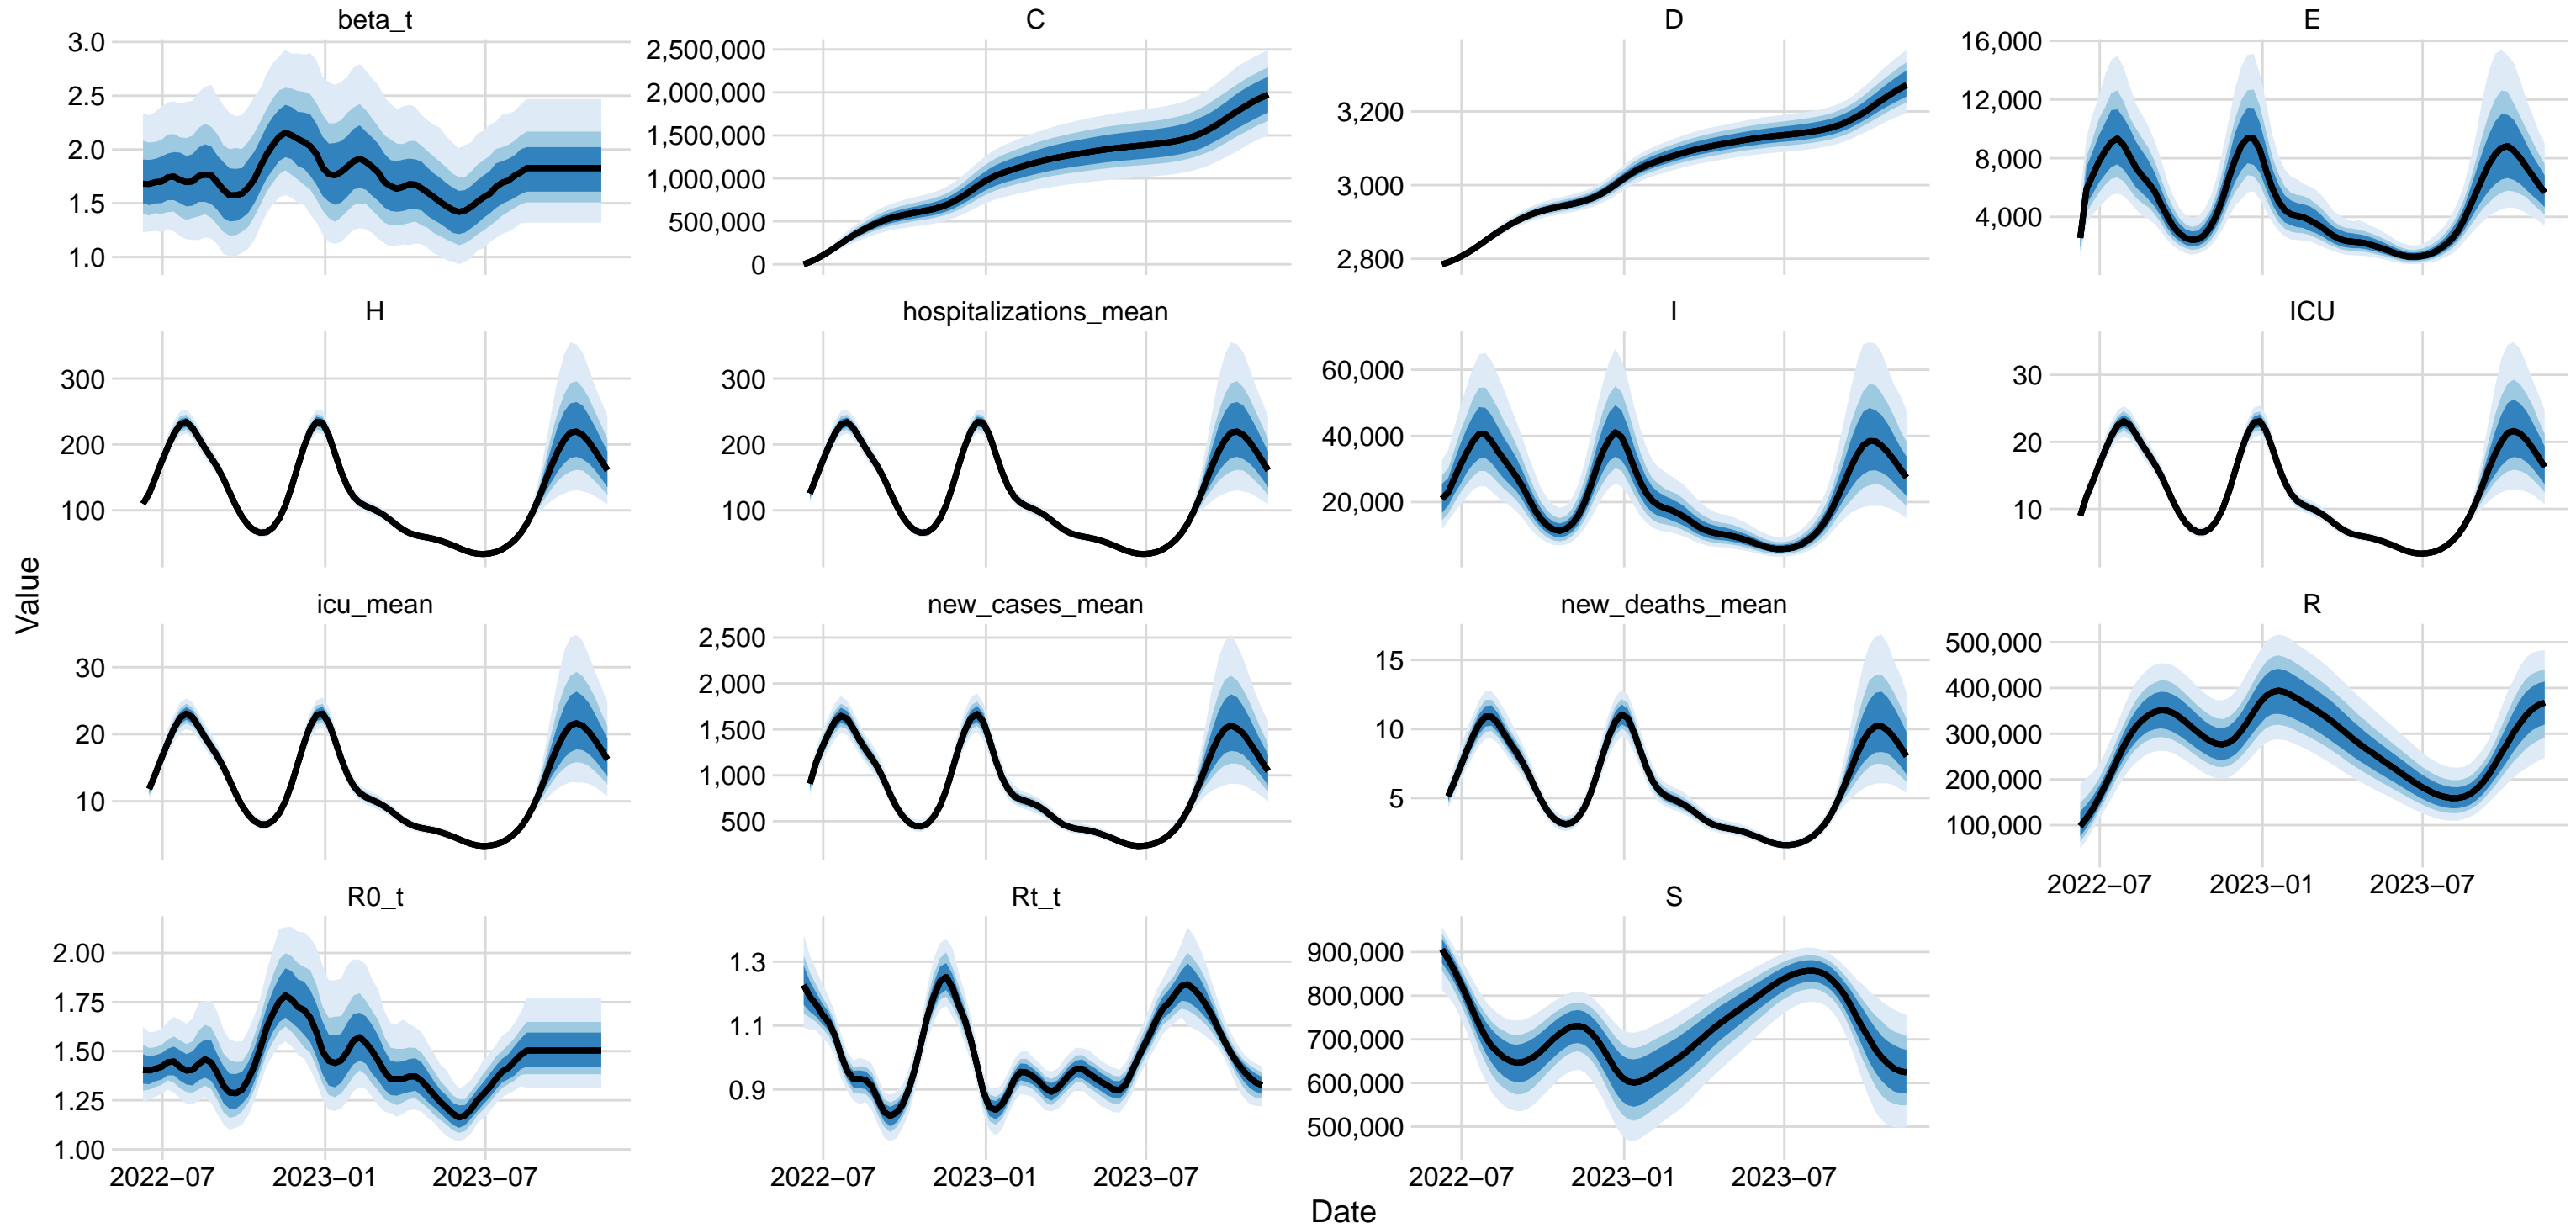 beta_t
3.0
2.5
2.0
1.5
1.0
C
2,500,000
2,000,000
1,500,000
1,000,000
500,000
0
D
3,200
3,000
2,800
E
16,000
12,000
8,000
4,000
H
300
200
100
hospitalizations_mean
300
200
100
I
60,000
40,000
20,000
ICU
30
20
10
Value
icu_mean
30
20
10
new_cases_mean
2,500
2,000
1,500
1,000
500
new_deaths_mean
15
10
5
R
500,000
400,000
300,000
200,000
100,000
2022−07 2023−01 2023−07
R0_t
2.00
1.75
1.50
1.25
1.00
2022−07 2023−01 2023−07
Rt_t
1.3
1.1
0.9
2022−07 2023−01 2023−07
S
900,000
800,000
700,000
600,000
500,000
2022−07 2023−01 2023−07
Date